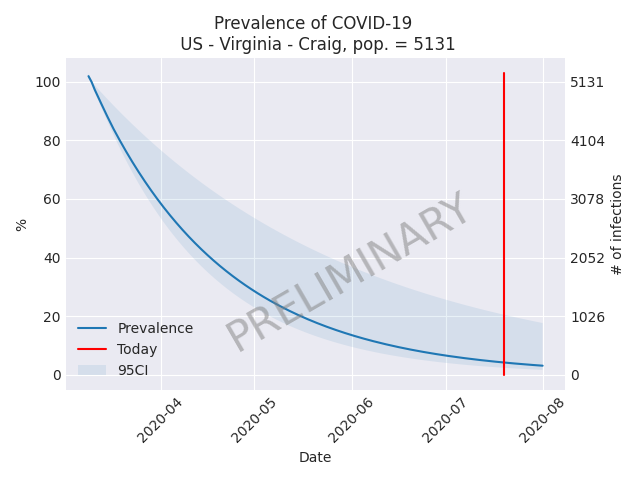 Prevalence of COVID-19
US - Virginia - Craig, pop. = 5131
100
80
60
40
20
0
%
5131
4104
3078
2052
1026
0
# of infections
PRELIMINARY
Prevalence
Today
95CI
2020-04
2020-05
2020-06
2020-07
2020-08
Date